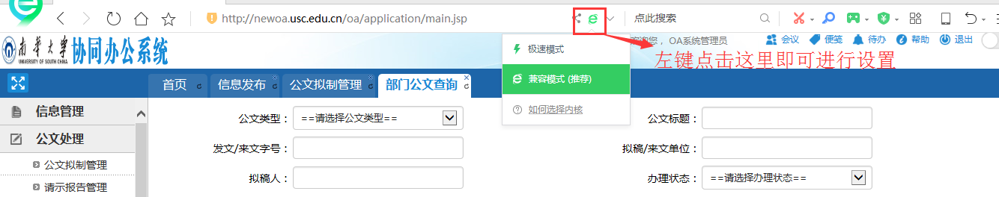 http://newoa.usc.edu.cn/oa/application/main.jsp
点此搜索
南华大学
UNIVERSITY OF SOUTH CHINA
协同办公系统
欢迎您， OA系统管理员
会议
便笺
待办
帮助
退出
极速模式
兼容模式 (推荐)
如何选择内核
左键点击这里即可进行设置
首页
信息发布
公文拟制管理
部门公文查询
信息管理
公文处理
公文拟制管理
请示报告管理
公文类型：
==请选择公文类型==
公文标题：
发文/来文字号：
拟稿/来文单位：
拟稿人：
办理状态：
==请选择办理状态==